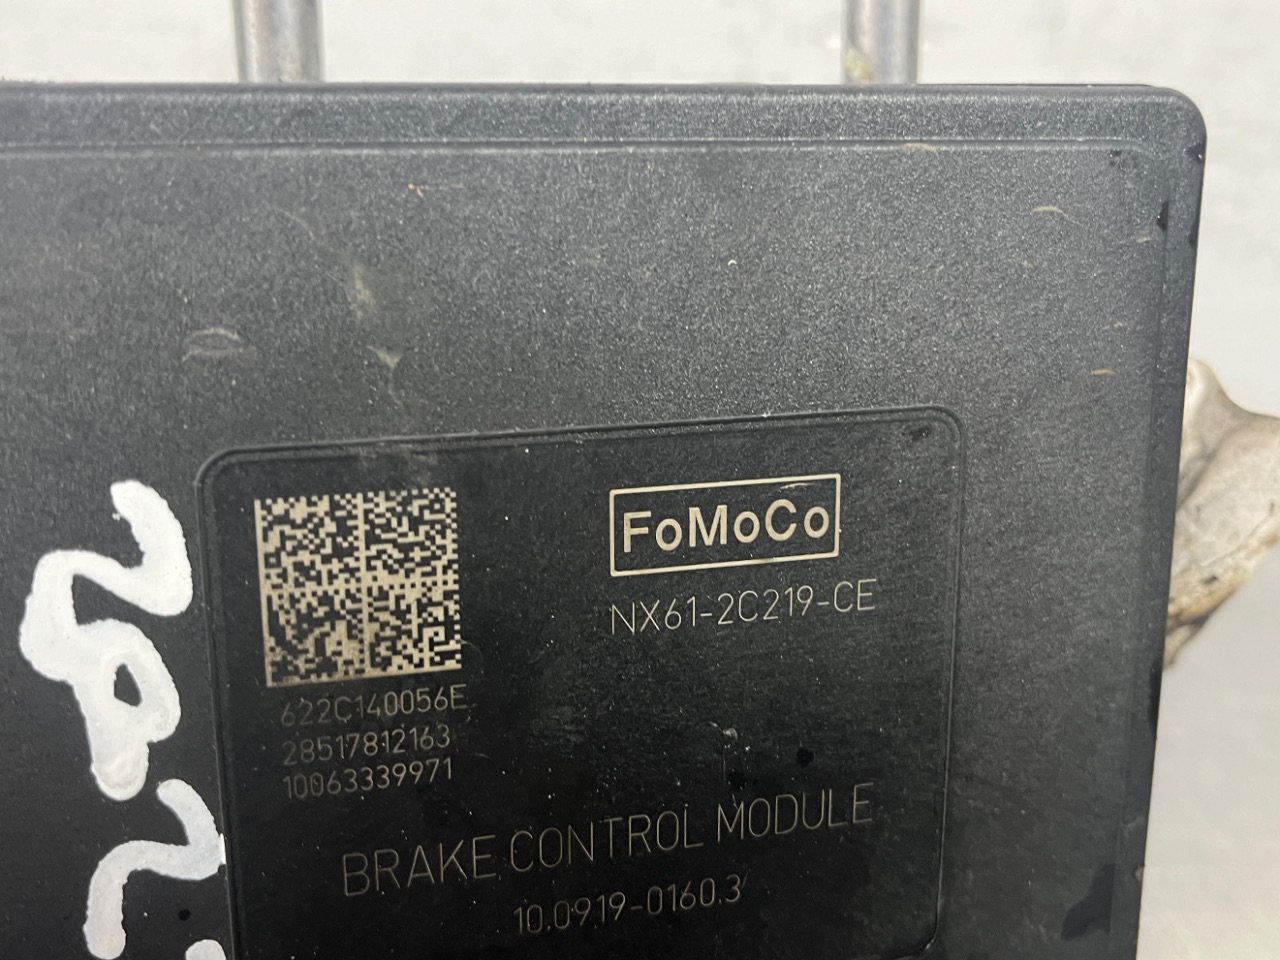 FoMoCo
NX61-2C219-CE
622C140056E
28517812163
10063339971
BRAKE CONTROL MODULE
10.0919-0160.3